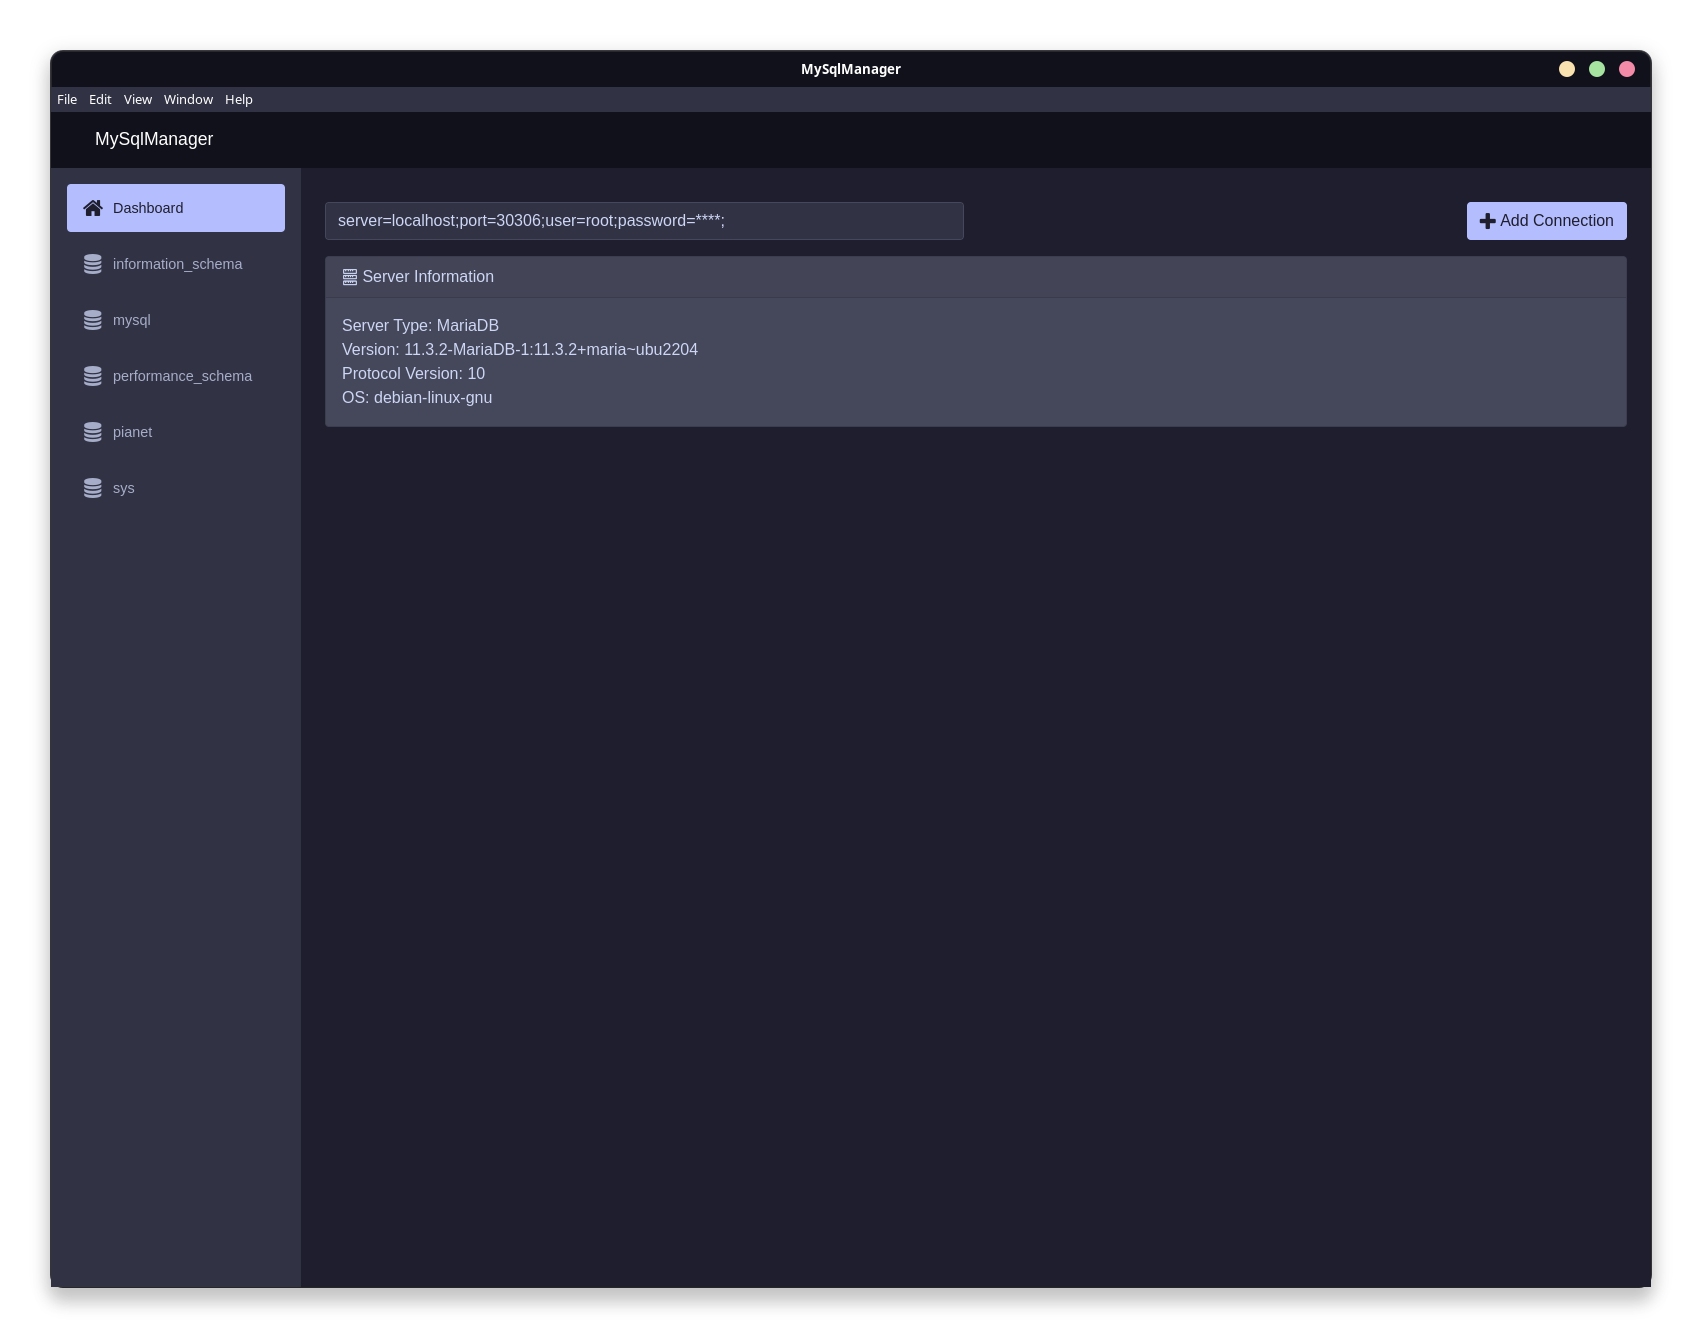 MySqlManager
File Edit View Window Help
MySqlManager
Dashboard
information_schema
mysql
performance_schema
pianet
sys
server=localhost;port=30306;user=root;password=****;
Add Connection
Server Information
Server Type: MariaDB
Version: 11.3.2-MariaDB-1:11.3.2+maria~ubu2204
Protocol Version: 10
OS: debian-linux-gnu